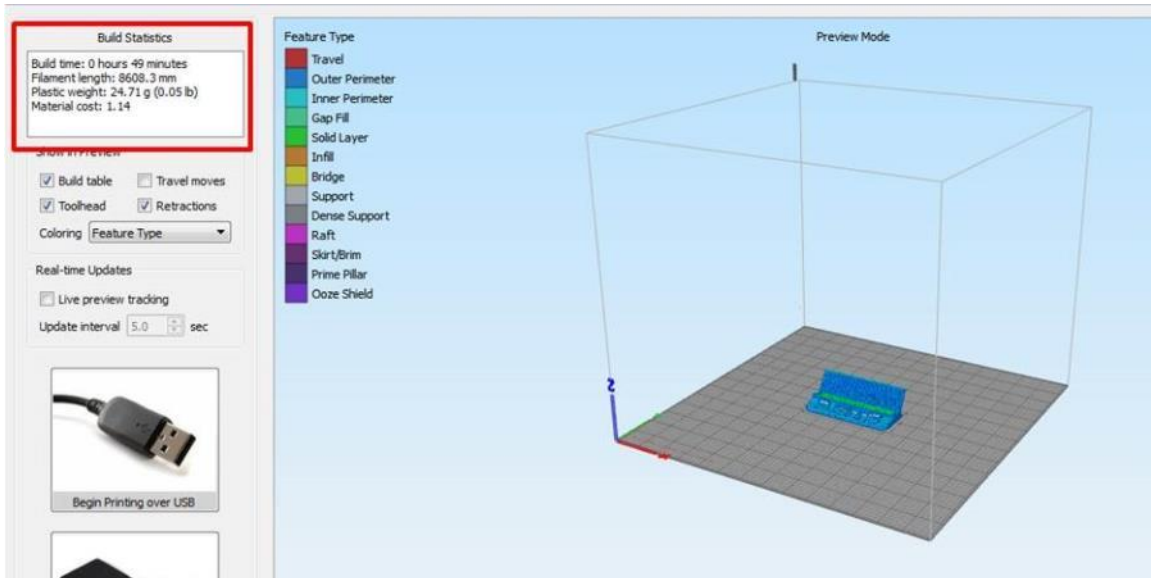 Build Statistics
Build time: 0 hours 49 minutes
Filament length: 8608.3 mm
Plastic weight: 24.71 g (0.05 lb)
Material cost: 1.14
Show in Preview
Build table
Travel moves
Toolhead
Retractions
Coloring Feature Type
Real-time Updates
Live preview tracking
Update interval 5.0 sec
Begin Printing over USB
Feature Type
Travel
Outer Perimeter
Inner Perimeter
Gap Fill
Solid Layer
Infill
Bridge
Support
Dense Support
Raft
Skirt/Brim
Prime Pillar
Ooze Shield
Preview Mode